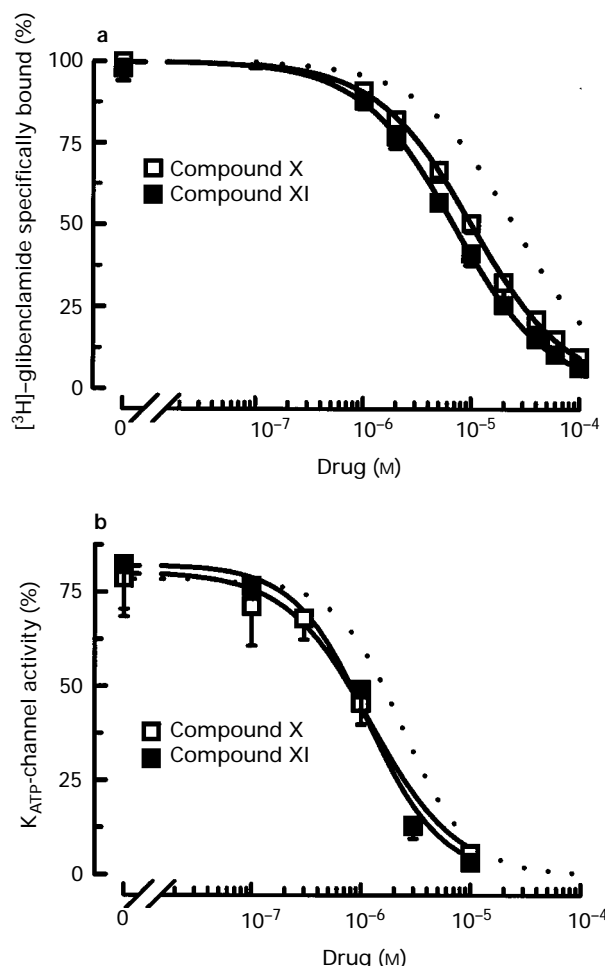 a
[³H]–glibenclamide specifically bound (%)
100
75
50
25
0
Compound X
Compound XI
0
10⁻⁷
10⁻⁶
10⁻⁵
10⁻⁴
Drug (M)
b
K_ATP-channel activity (%)
75
50
25
0
Compound X
Compound XI
0
10⁻⁷
10⁻⁶
10⁻⁵
10⁻⁴
Drug (M)